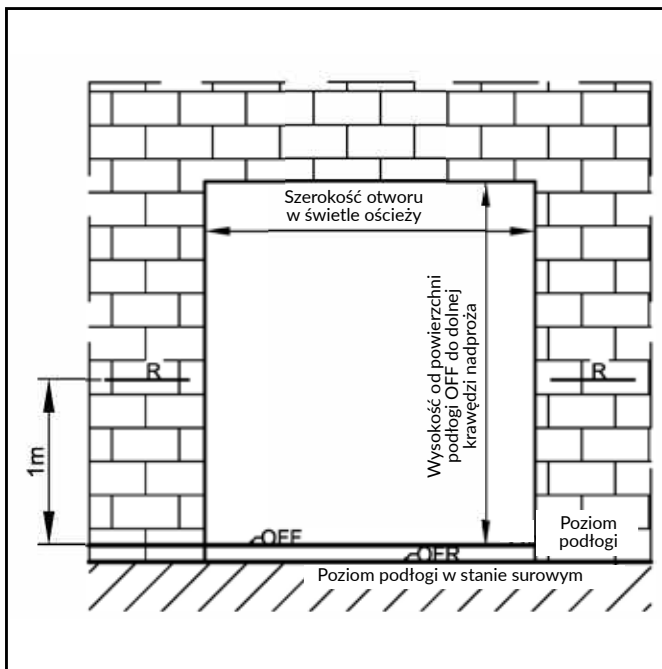 Szerokość otworu
w świetle ościeży
Wysokość od powierzchni
podłogi OFF do dolnej
krawędzi nadproża
R
R
1m
OFF
Poziom
podłogi
OFR
Poziom podłogi w stanie surowym